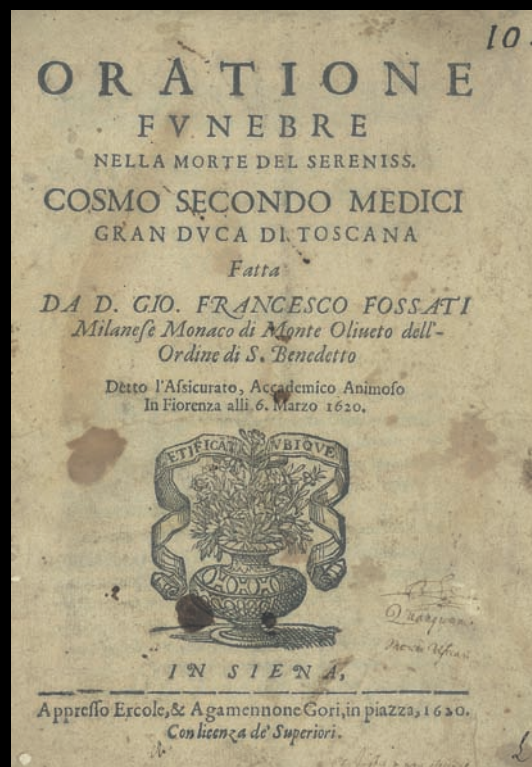 10.
ORATIONE
FVNEBRE
NELLA MORTE DEL SERENISS.
COSMO SECONDO MEDICI
GRAN DVCA DI TOSCANA
Fatta
DA D. GIO. FRANCESCO FOSSATI
Milaneſe Monaco di Monte Oliueto dell'-
Ordine di S. Benedetto
Detto l'Aſsicurato, Accademico Animoſo
In Fiorenza alli 6. Marzo 1620.
ETIFICAT VBIQVE
IN SIENA,
Appreſſo Ercole, & Agamennone Gori, in piazza, 1620.
Con licenza de' Superiori.